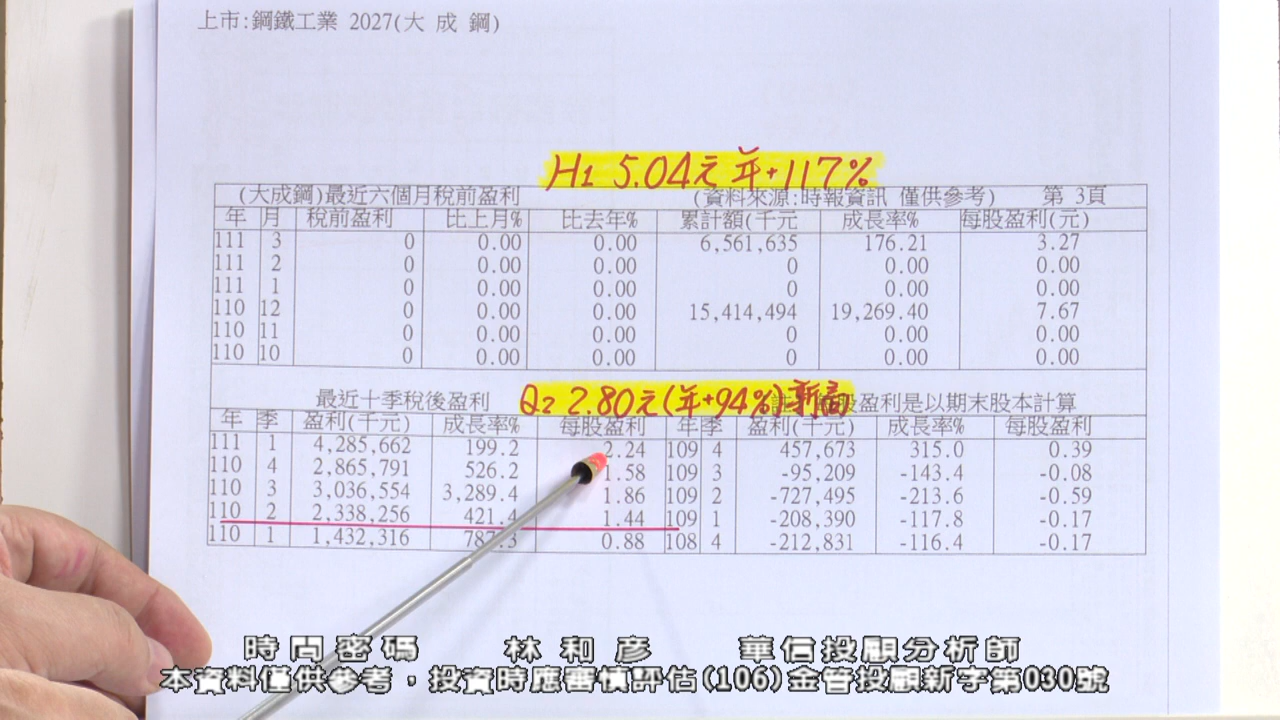 上市:鋼鐵工業 2027(大 成 鋼)
H1 5.04元 年+117%
(大成鋼)最近六個月稅前盈利 (資料來源:時報資訊 僅供參考) 第 3頁
年 月 稅前盈利 比上月% 比去年% 累計額(千元 成長率% 每股盈利(元)
111 3 0 0.00 0.00 6,561,635 176.21 3.27
111 2 0 0.00 0.00 0 0.00 0.00
111 1 0 0.00 0.00 0 0.00 0.00
110 12 0 0.00 0.00 15,414,494 19,269.40 7.67
110 11 0 0.00 0.00 0 0.00 0.00
110 10 0 0.00 0.00 0 0.00 0.00
最近十季稅後盈利 Q2 2.80元(年+94%)新高 股盈利是以期末股本計算
年 季 盈利(千元) 成長率% 每股盈利 年 季 盈利(千元) 成長率% 每股盈利
111 1 4,285,662 199.2 2.24 109 4 457,673 315.0 0.39
110 4 2,865,791 526.2 1.58 109 3 -95,209 -143.4 -0.08
110 3 3,036,554 3,289.4 1.86 109 2 -727,495 -213.6 -0.59
110 2 2,338,256 421.4 1.44 109 1 -208,390 -117.8 -0.17
110 1 1,432,316 787.3 0.88 108 4 -212,831 -116.4 -0.17
時間密碼 林和彥 華信投顧分析師
本資料僅供參考,投資時應審慎評估(106)金管投顧新字第030號